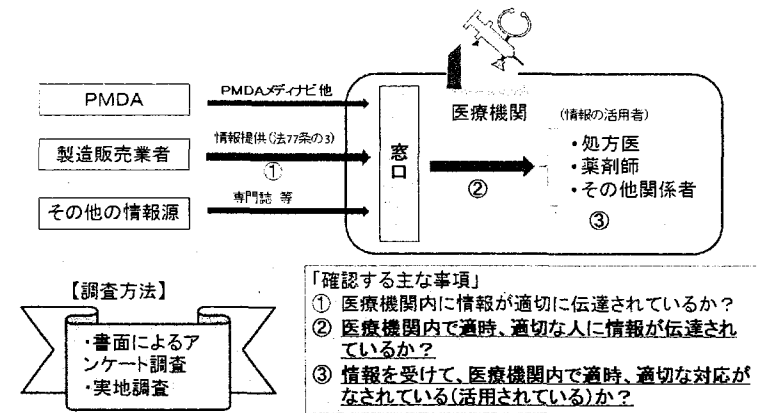 PMDA
PMDAメディナビ他
製造販売業者
情報提供(法77条の3)
①
その他の情報源
専門誌 等
窓口
医療機関
②
(情報の活用者)
・処方医
・薬剤師
・その他関係者
③
【調査方法】
・書面によるア
ンケート調査
・実地調査
「確認する主な事項」
① 医療機関内に情報が適切に伝達されているか?
② 医療機関内で適時、適切な人に情報が伝達され
ているか?
③ 情報を受けて、医療機関内で適時、適切な対応が
なされている(活用されている)か?